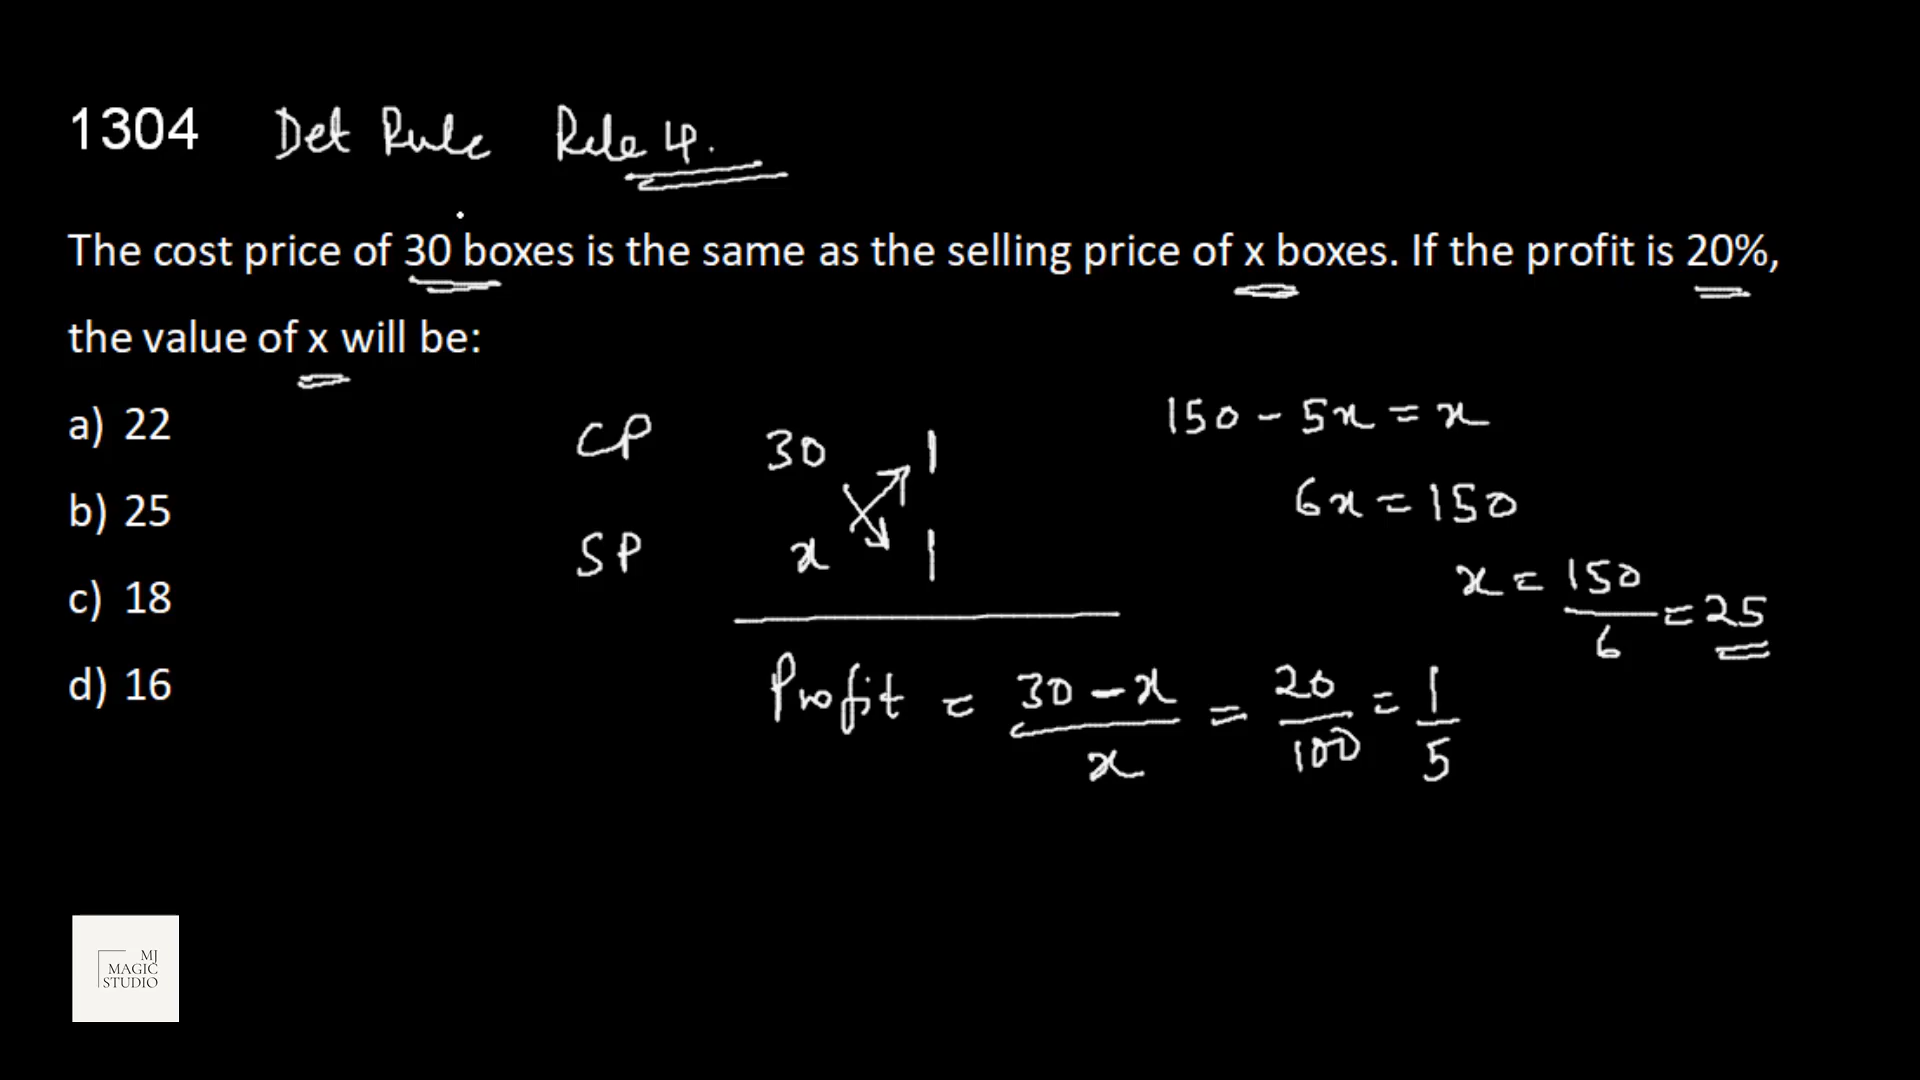 1304 Det Rule Rule 4.
The cost price of 30 boxes is the same as the selling price of x boxes. If the profit is 20%,
the value of x will be:
a) 22
b) 25
c) 18
d) 16
CP 30 1
SP x 1
Profit = 30 - x / x = 20 / 100 = 1 / 5
150 - 5x = x
6x = 150
x = 150 / 6 = 25
MJ
MAGIC
STUDIO